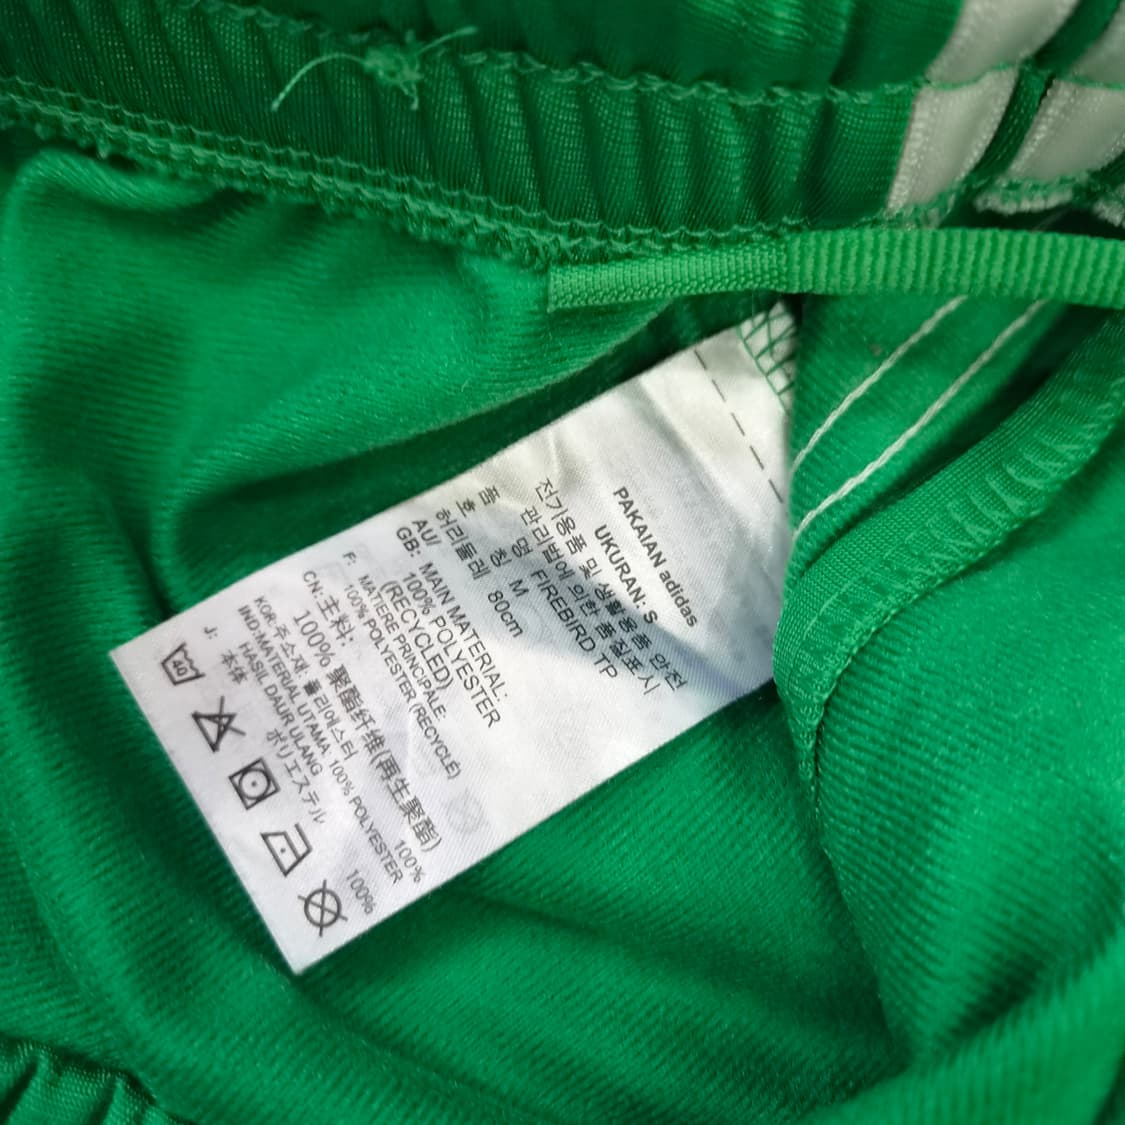 PAKAIAN adidas
UKURAN: S
전기용품 및 생활용품 안전
관리법에 의한 품질표시
품 명 FIREBIRD TP
호 칭 M
허리둘레 80cm
AU/
GB: MAIN MATERIAL:
100% POLYESTER
(RECYCLED)
F: MATIERE PRINCIPALE:
100% POLYESTER (RECYCLÉ)
CN:主料:
100% 聚酯纤维(再生聚酯)
KOR:주소재: 폴리에스터 100%
IND:MATERIAL UTAMA: 100% POLYESTER
HASIL DAUR ULANG
J: 本体 ポリエステル 100%
40